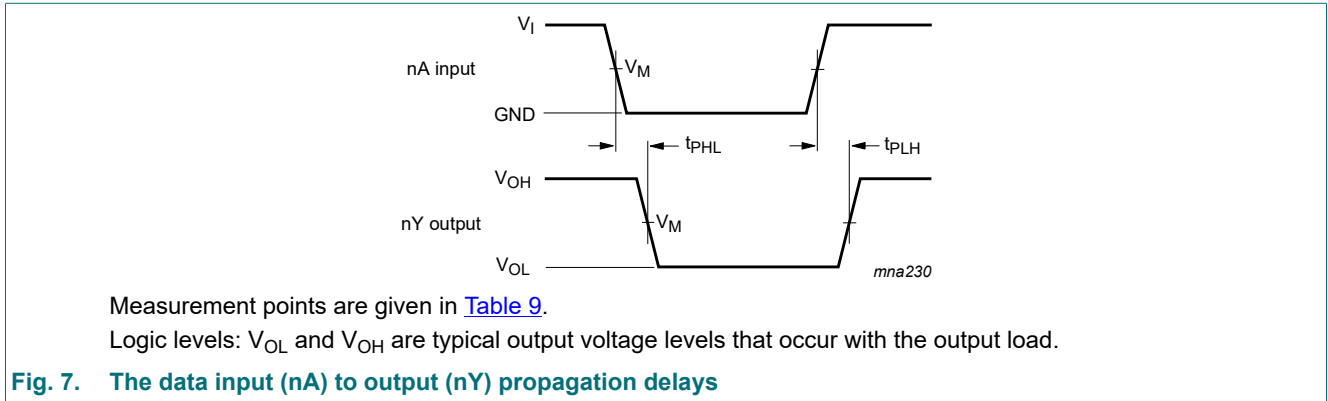 V_I
nA input
V_M
GND
t_PHL
t_PLH
V_OH
nY output
V_M
V_OL
mna230
Measurement points are given in Table 9.
Logic levels: V_OL and V_OH are typical output voltage levels that occur with the output load.
Fig. 7. The data input (nA) to output (nY) propagation delays